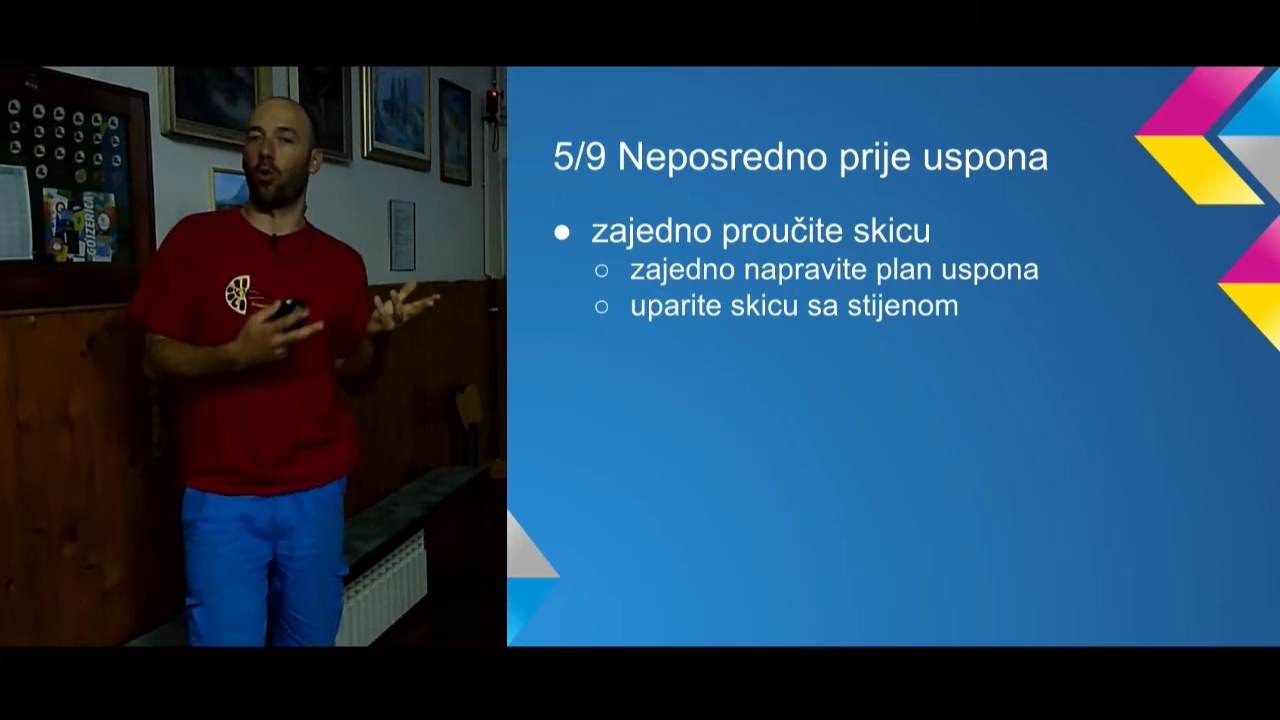 5/9 Neposredno prije uspona
● zajedno proučite skicu
○ zajedno napravite plan uspona
○ uparite skicu sa stijenom